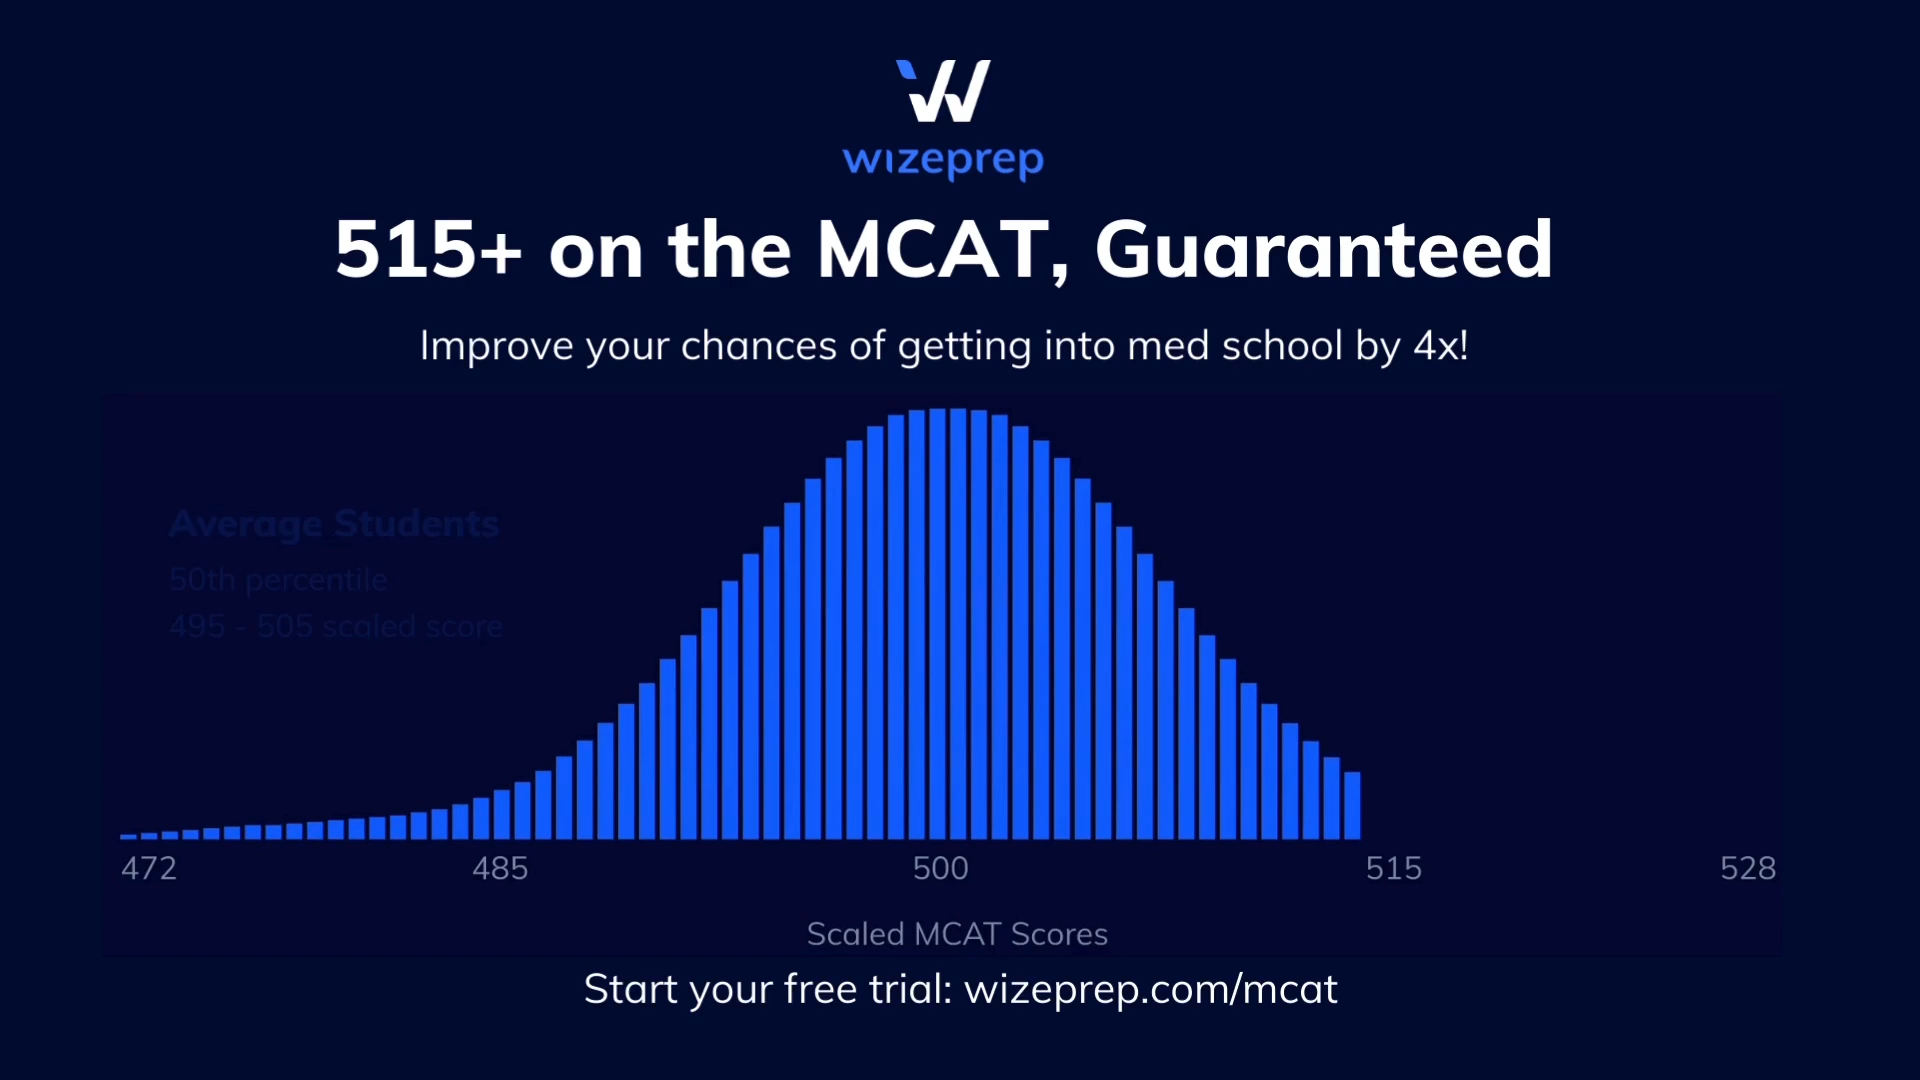 wizeprep
515+ on the MCAT, Guaranteed
Improve your chances of getting into med school by 4x!
Average Students
50th percentile
495 - 505 scaled score
472 485 500 515 528
Scaled MCAT Scores
Start your free trial: wizeprep.com/mcat